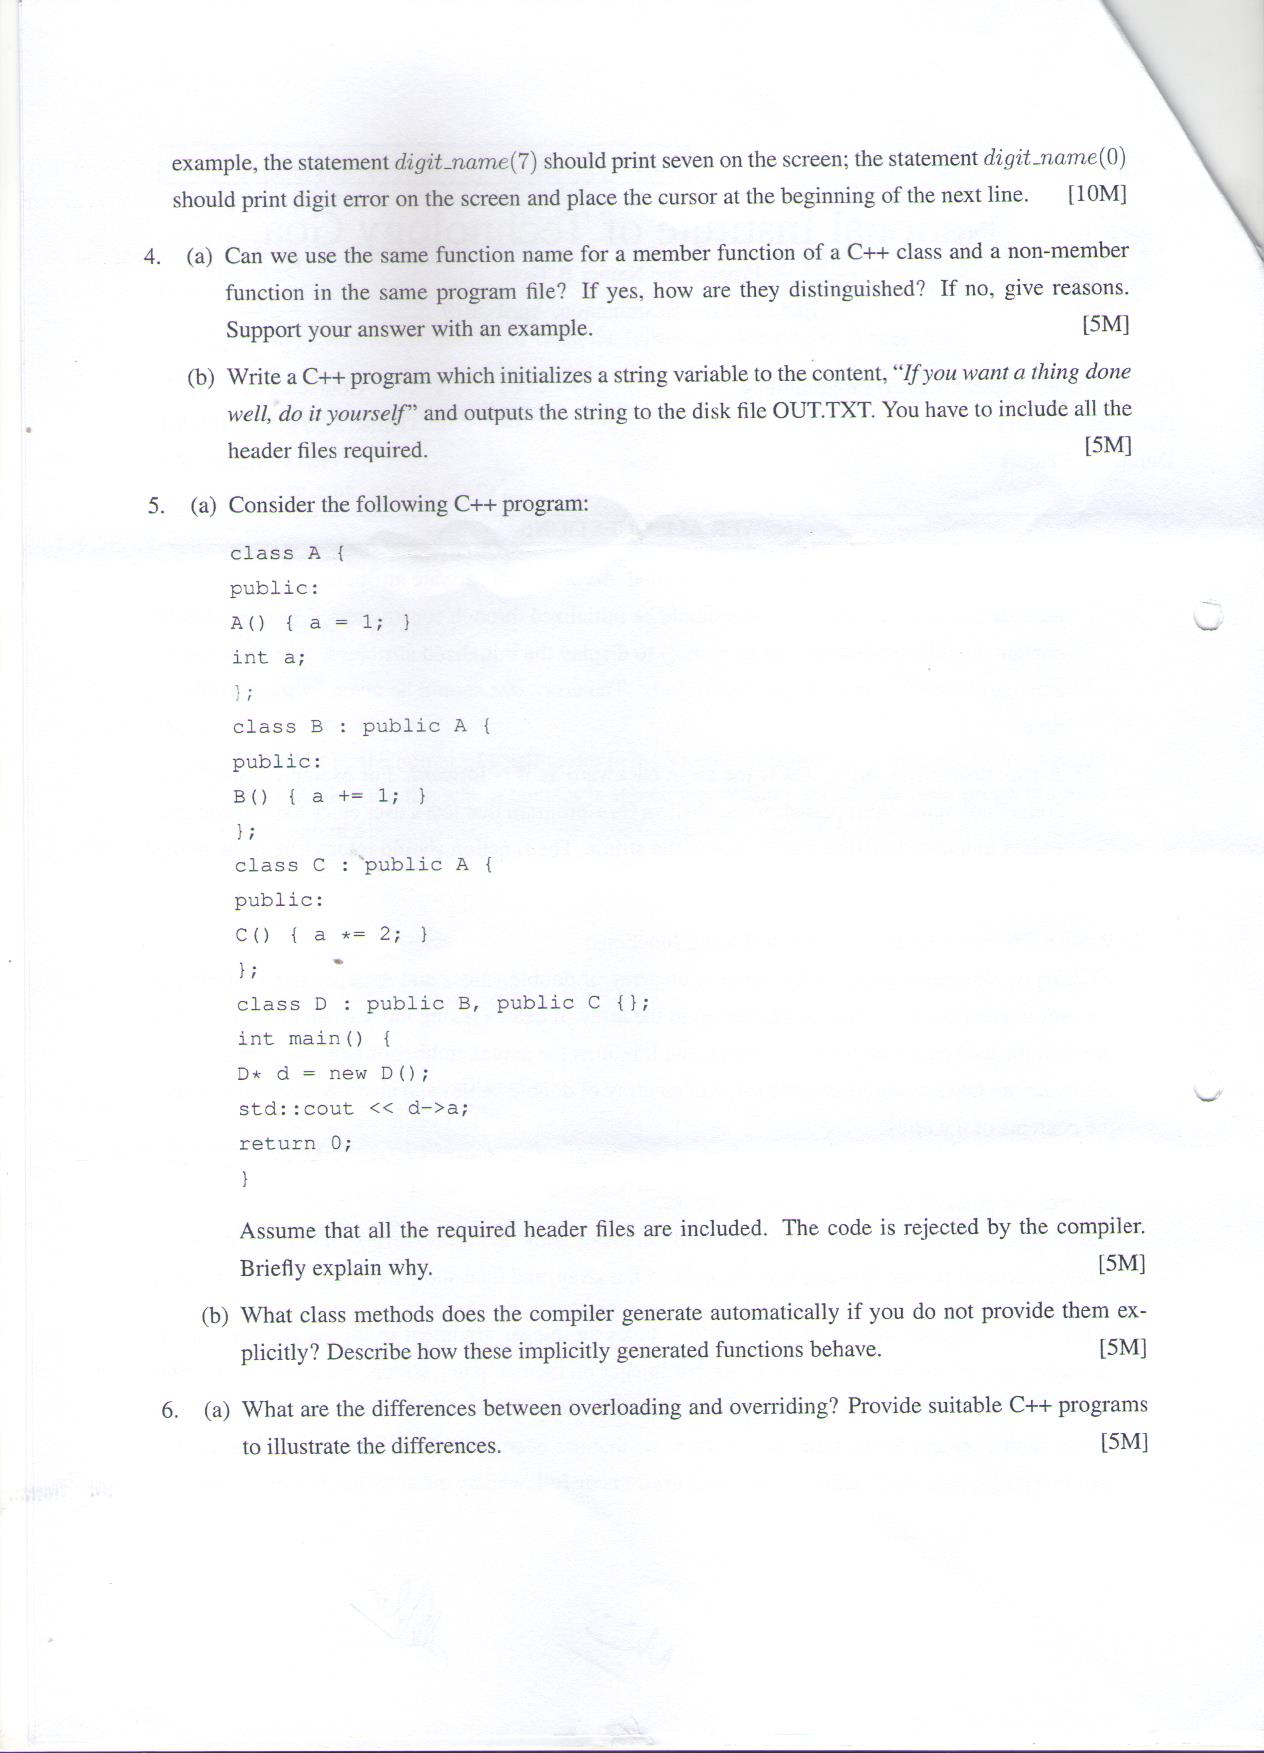 example, the statement digit_name(7) should print seven on the screen; the statement digit_name(0)
should print digit error on the screen and place the cursor at the beginning of the next line. [10M]
4. (a) Can we use the same function name for a member function of a C++ class and a non-member
function in the same program file? If yes, how are they distinguished? If no, give reasons.
Support your answer with an example. [5M]
(b) Write a C++ program which initializes a string variable to the content, “If you want a thing done
well, do it yourself” and outputs the string to the disk file OUT.TXT. You have to include all the
header files required. [5M]
5. (a) Consider the following C++ program:
class A {
public:
A() { a = 1; }
int a;
};
class B : public A {
public:
B() { a += 1; }
};
class C : public A {
public:
C() { a *= 2; }
};
class D : public B, public C {};
int main() {
D* d = new D();
std::cout << d->a;
return 0;
}
Assume that all the required header files are included. The code is rejected by the compiler.
Briefly explain why. [5M]
(b) What class methods does the compiler generate automatically if you do not provide them ex-
plicitly? Describe how these implicitly generated functions behave. [5M]
6. (a) What are the differences between overloading and overriding? Provide suitable C++ programs
to illustrate the differences. [5M]